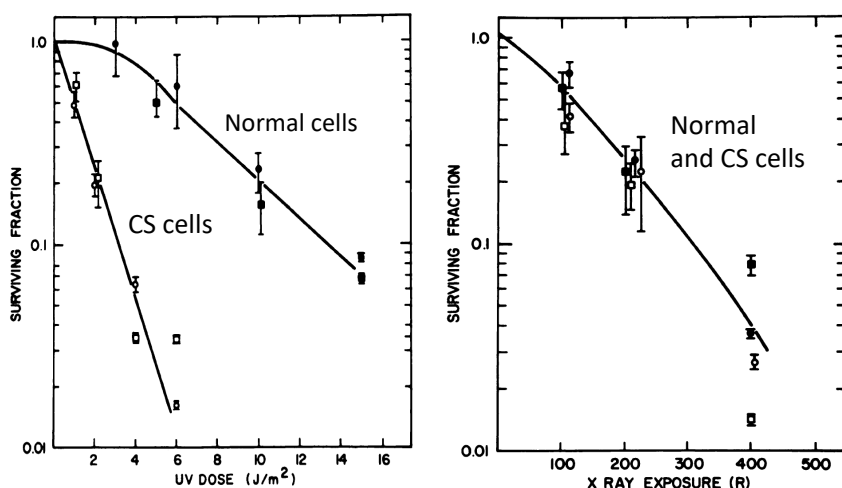 SURVIVING FRACTION
1.0
0.1
0.01
Normal cells
CS cells
2 4 6 8 10 12 14 16
UV DOSE (J/m²)
SURVIVING FRACTION
1.0
0.1
0.01
Normal
and CS cells
100 200 300 400 500
X RAY EXPOSURE (R)